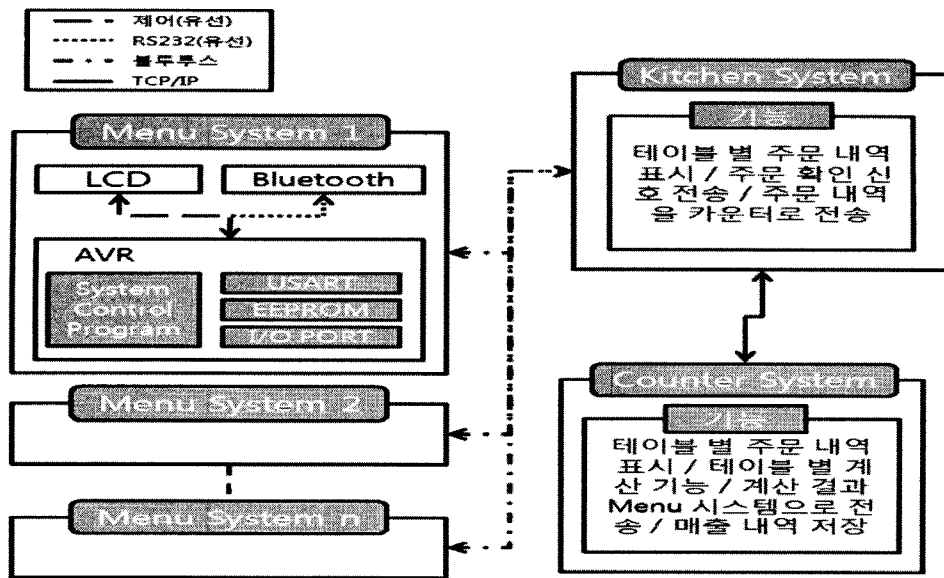 제어(유선)
RS232(유선)
블루투스
TCP/IP
Menu System 1
LCD
Bluetooth
AVR
System
Control
Program
USART
EEPROM
I/O PORT
Menu System 2
Menu System n
Kitchen System
기능
테이블 별 주문 내역
표시 / 주문 확인 신
호 전송 / 주문 내역
을 카운터로 전송
Counter System
기능
테이블 별 주문 내역
표시 / 테이블 별 계
산 기능 / 계산 결과
Menu 시스템으로 전
송 / 매출 내역 저장